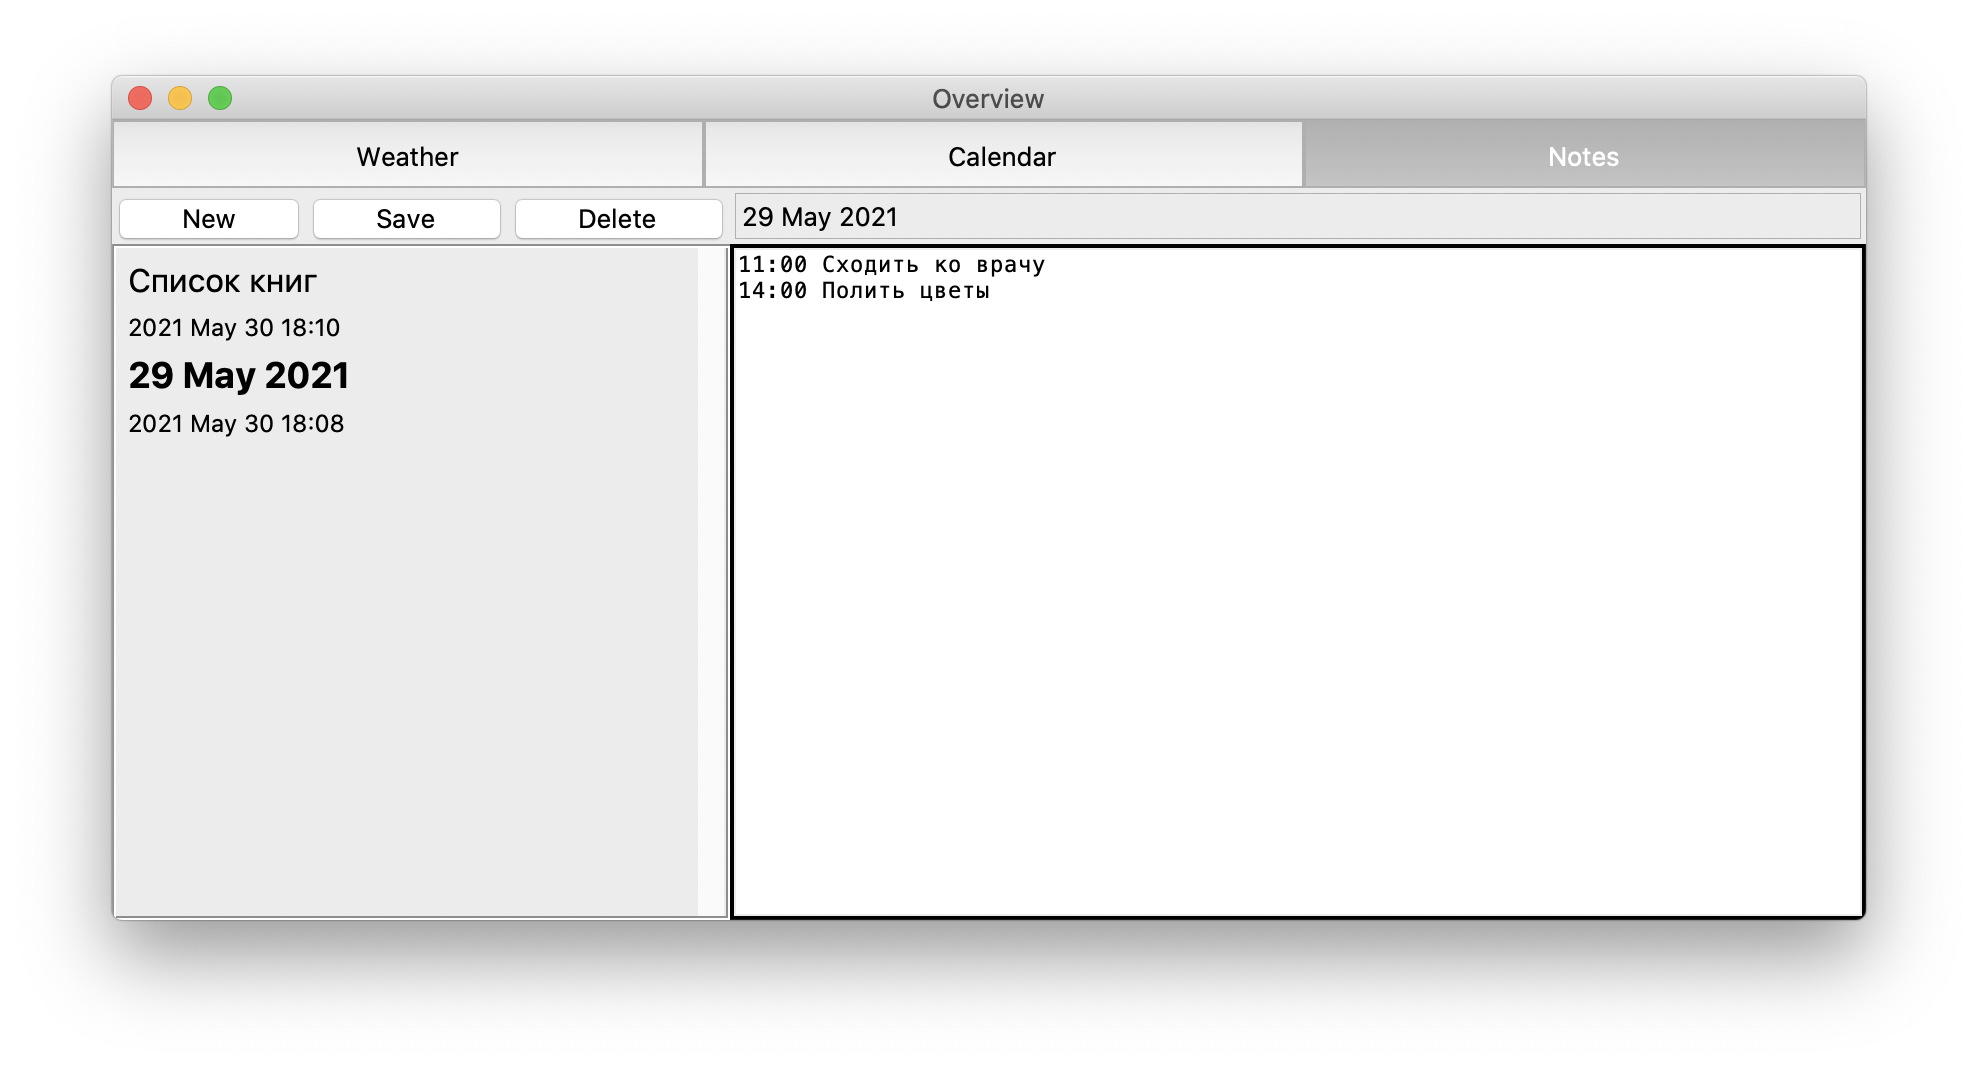 Overview
Weather
Calendar
Notes
New
Save
Delete
29 May 2021
Список книг
2021 May 30 18:10
29 May 2021
2021 May 30 18:08
11:00 Сходить ко врачу
14:00 Полить цветы